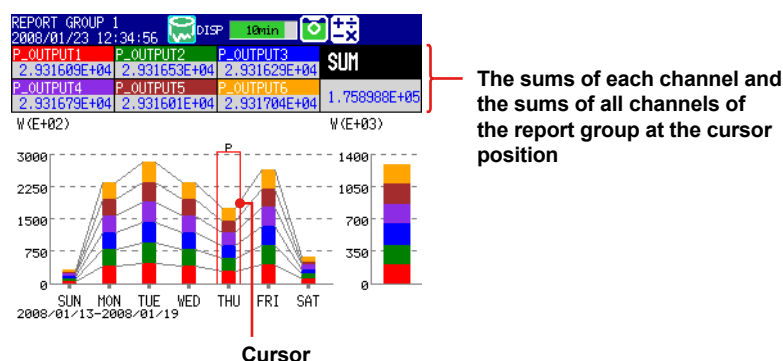 REPORT GROUP 1
2008/01/23 12:34:56
DISP
10min
P_OUTPUT1 P_OUTPUT2 P_OUTPUT3 SUM
2.931609E+04 2.931653E+04 2.931629E+04
P_OUTPUT4 P_OUTPUT5 P_OUTPUT6
2.931679E+04 2.931601E+04 2.931704E+04 1.758988E+05
The sums of each channel and
the sums of all channels of
the report group at the cursor
position
W(E+02) W(E+03)
P
3000 1400
2250 1050
1500 700
750 350
0 0
SUN MON TUE WED THU FRI SAT
2008/01/13-2008/01/19
Cursor